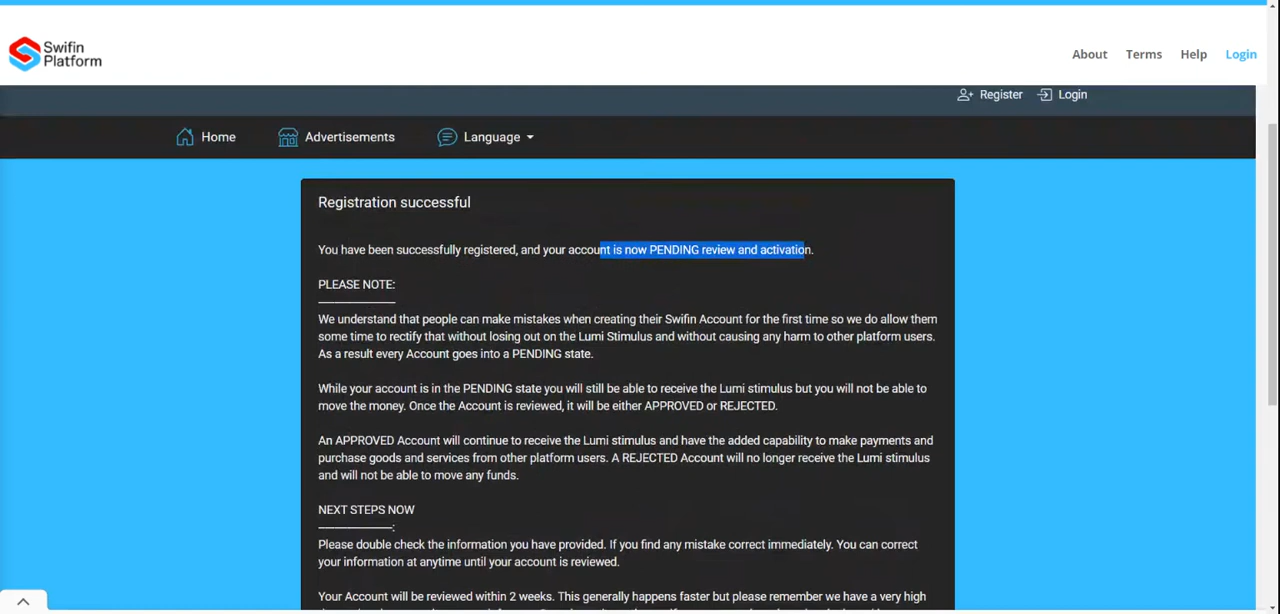 Swifin
Platform
About Terms Help Login
Register Login
Home Advertisements Language
Registration successful
You have been successfully registered, and your account is now PENDING review and activation.
PLEASE NOTE:
We understand that people can make mistakes when creating their Swifin Account for the first time so we do allow them
some time to rectify that without losing out on the Lumi Stimulus and without causing any harm to other platform users.
As a result every Account goes into a PENDING state.
While your account is in the PENDING state you will still be able to receive the Lumi stimulus but you will not be able to
move the money. Once the Account is reviewed, it will be either APPROVED or REJECTED.
An APPROVED Account will continue to receive the Lumi stimulus and have the added capability to make payments and
purchase goods and services from other platform users. A REJECTED Account will no longer receive the Lumi stimulus
and will not be able to move any funds.
NEXT STEPS NOW
---------------------:
Please double check the information you have provided. If you find any mistake correct immediately. You can correct
your information at anytime until your account is reviewed.
Your Account will be reviewed within 2 weeks. This generally happens faster but please remember we have a very high